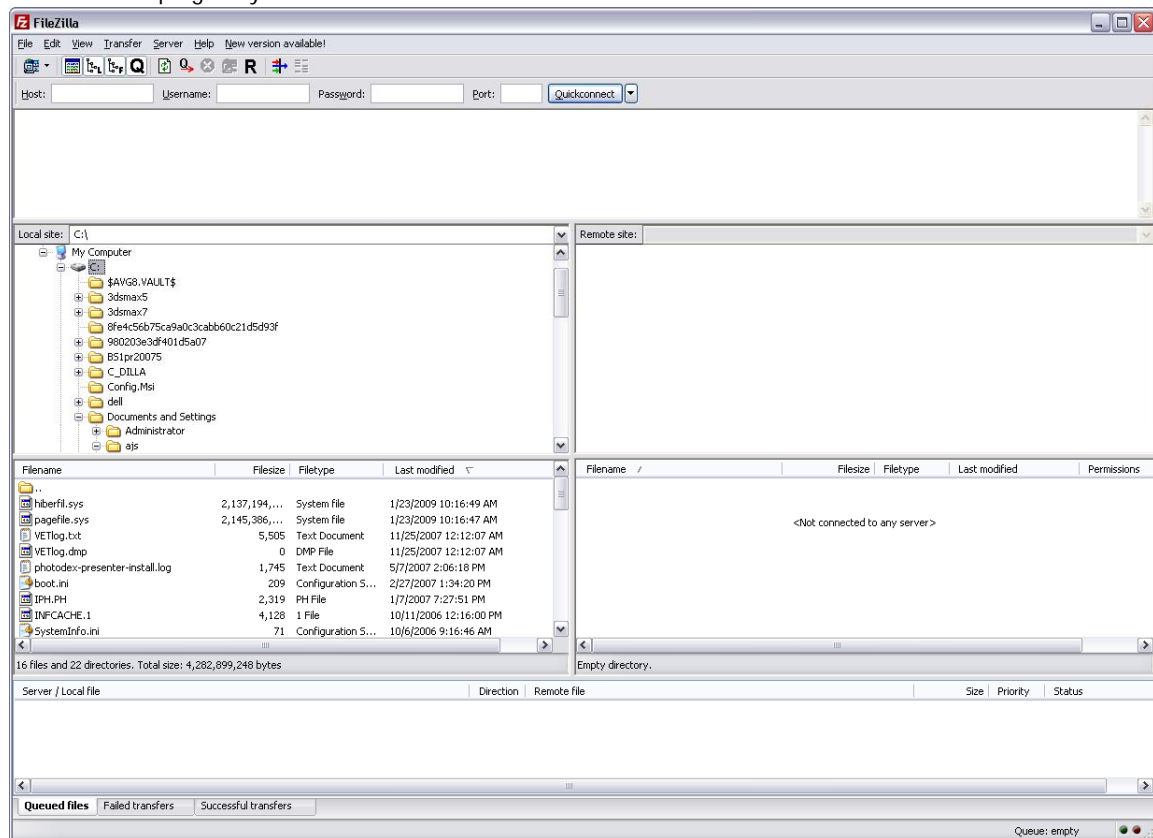 FileZilla
File Edit View Transfer Server Help New version available!
Q R
Host: Username: Password: Port: Quickconnect
Local site: C:\ Remote site:
My Computer
C:
$AVG8.VAULT$
3dsmax5
3dsmax7
8fe4c56b75ca9a0c3cabb60c21d5d93f
980203e3df401d5a07
BS1pr20075
C_DILLA
Config.Msi
dell
Documents and Settings
Administrator
ajs
Filename Filesize Filetype Last modified
..
hiberfil.sys 2,137,194,... System file 1/23/2009 10:16:49 AM
pagefile.sys 2,145,386,... System file 1/23/2009 10:16:47 AM
VETlog.txt 5,505 Text Document 11/25/2007 12:12:07 AM
VETlog.dmp 0 DMP File 11/25/2007 12:12:07 AM
photodex-presenter-install.log 1,745 Text Document 5/7/2007 2:06:18 PM
boot.ini 209 Configuration S... 2/27/2007 1:34:20 PM
IPH.PH 2,319 PH File 1/7/2007 7:27:51 PM
INFCACHE.1 4,128 1 File 10/11/2006 12:16:00 PM
SystemInfo.ini 71 Configuration S... 10/6/2006 9:16:46 AM
16 files and 22 directories. Total size: 4,282,899,248 bytes
Filename Filesize Filetype Last modified Permissions
<Not connected to any server>
Empty directory.
Server / Local file Direction Remote file Size Priority Status
Queued files Failed transfers Successful transfers
Queue: empty